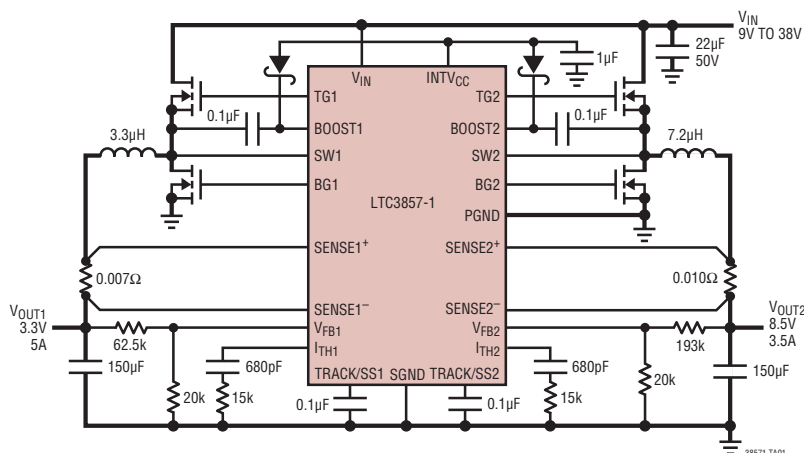 VIN
9V TO 38V
22µF
50V
1µF
VIN
INTVCC
TG1
TG2
0.1µF
0.1µF
BOOST1
BOOST2
3.3µH
7.2µH
SW1
SW2
BG1
BG2
LTC3857-1
PGND
SENSE1+
SENSE2+
0.007Ω
0.010Ω
SENSE1–
SENSE2–
VOUT1
3.3V
5A
VOUT2
8.5V
3.5A
VFB1
VFB2
62.5k
193k
ITH1
ITH2
150µF
680pF
680pF
150µF
TRACK/SS1
SGND
TRACK/SS2
20k
15k
0.1µF
0.1µF
15k
20k
38571 TA01